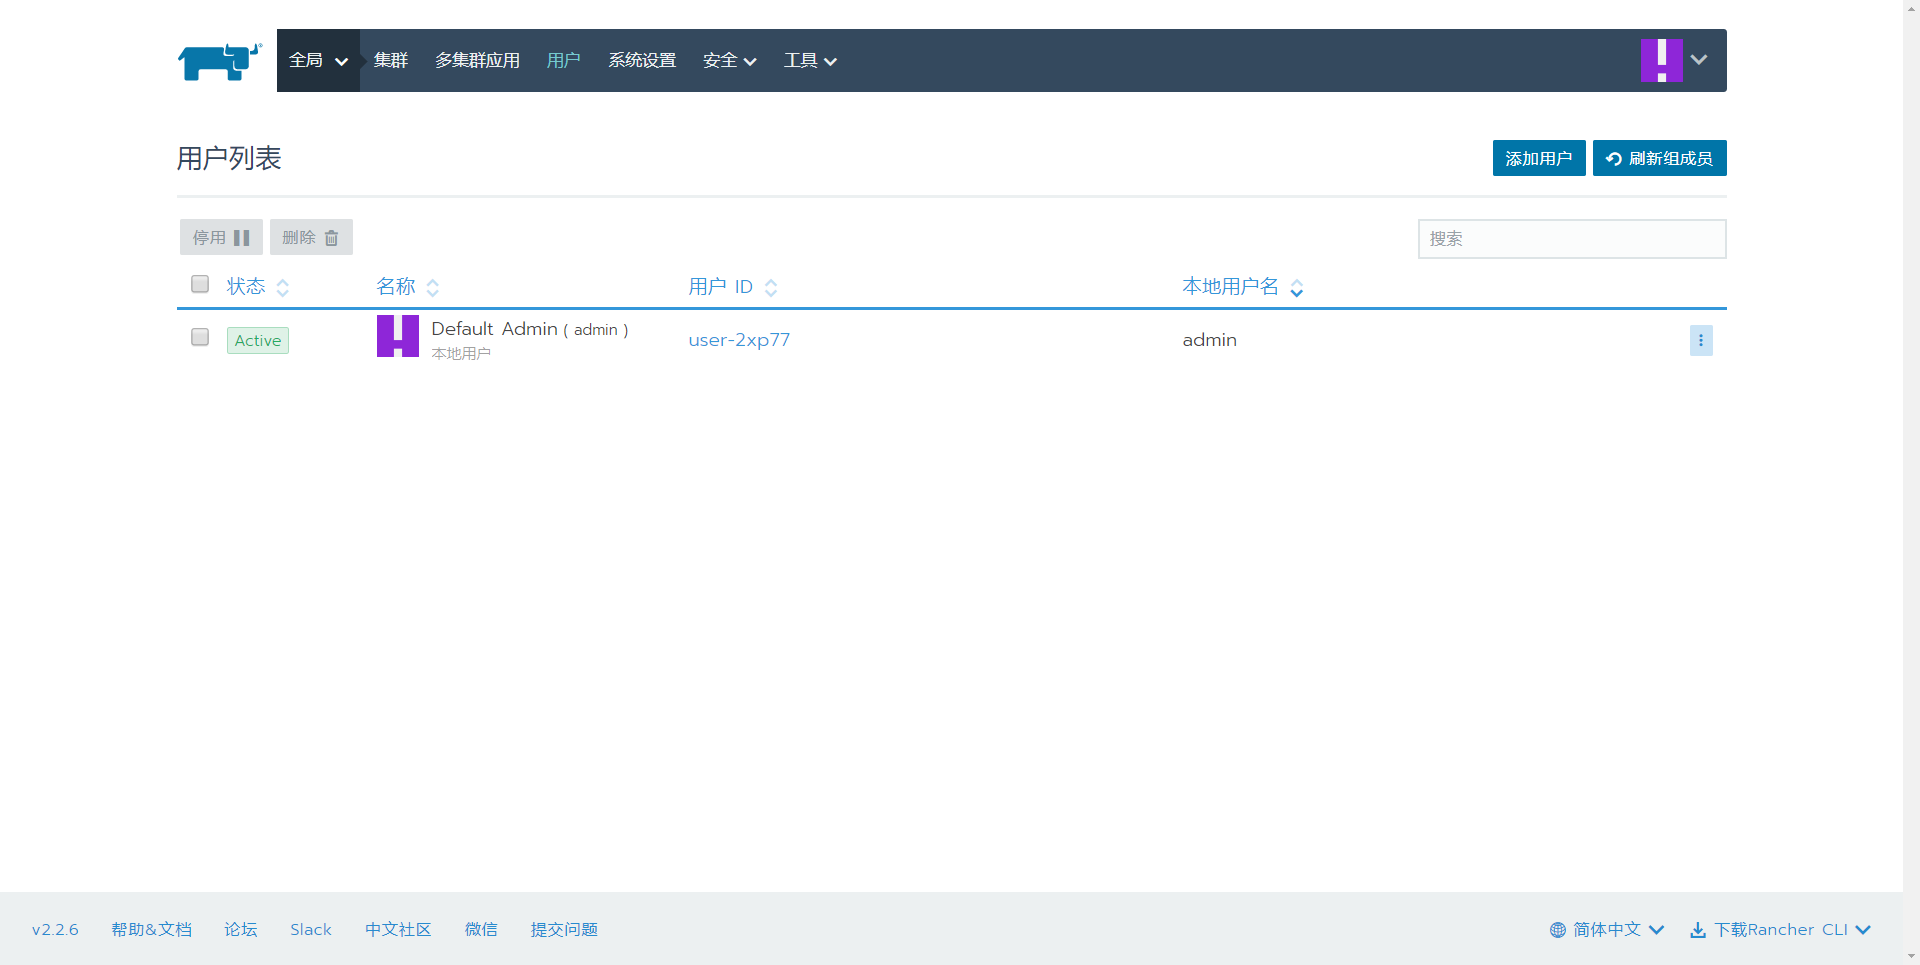 全局 集群 多集群应用 用户 系统设置 安全 工具
用户列表 添加用户 刷新组成员
停用 删除 搜索
状态 名称 用户 ID 本地用户名
Active Default Admin ( admin ) user-2xp77 admin
本地用户
v2.2.6 帮助&文档 论坛 Slack 中文社区 微信 提交问题 简体中文 下载Rancher CLI